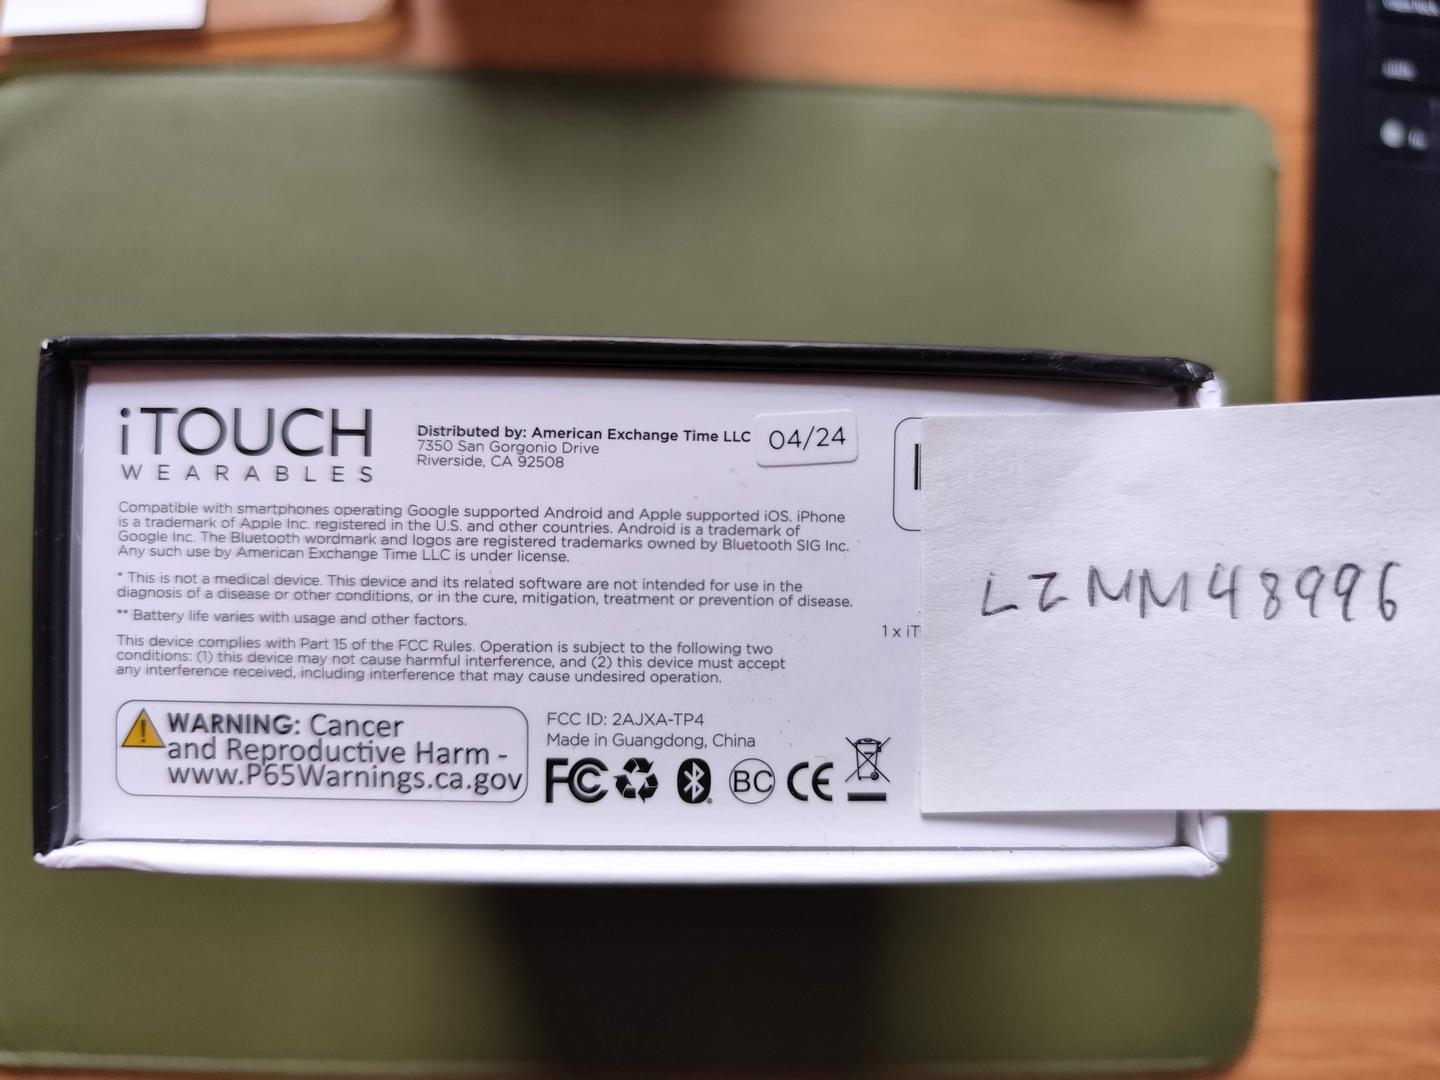 iTOUCH
WEARABLES
Distributed by: American Exchange Time LLC
7350 San Gorgonio Drive
Riverside, CA 92508
04/24
Compatible with smartphones operating Google supported Android and Apple supported iOS. iPhone
is a trademark of Apple Inc. registered in the U.S. and other countries. Android is a trademark of
Google Inc. The Bluetooth wordmark and logos are registered trademarks owned by Bluetooth SIG Inc.
Any such use by American Exchange Time LLC is under license.
* This is not a medical device. This device and its related software are not intended for use in the
diagnosis of a disease or other conditions, or in the cure, mitigation, treatment or prevention of disease.
** Battery life varies with usage and other factors.
This device complies with Part 15 of the FCC Rules. Operation is subject to the following two
conditions: (1) this device may not cause harmful interference, and (2) this device must accept
any interference received, including interference that may cause undesired operation.
WARNING: Cancer
and Reproductive Harm -
www.P65Warnings.ca.gov
FCC ID: 2AJXA-TP4
Made in Guangdong, China
FC BC CE
1 x iT
LZMM48996